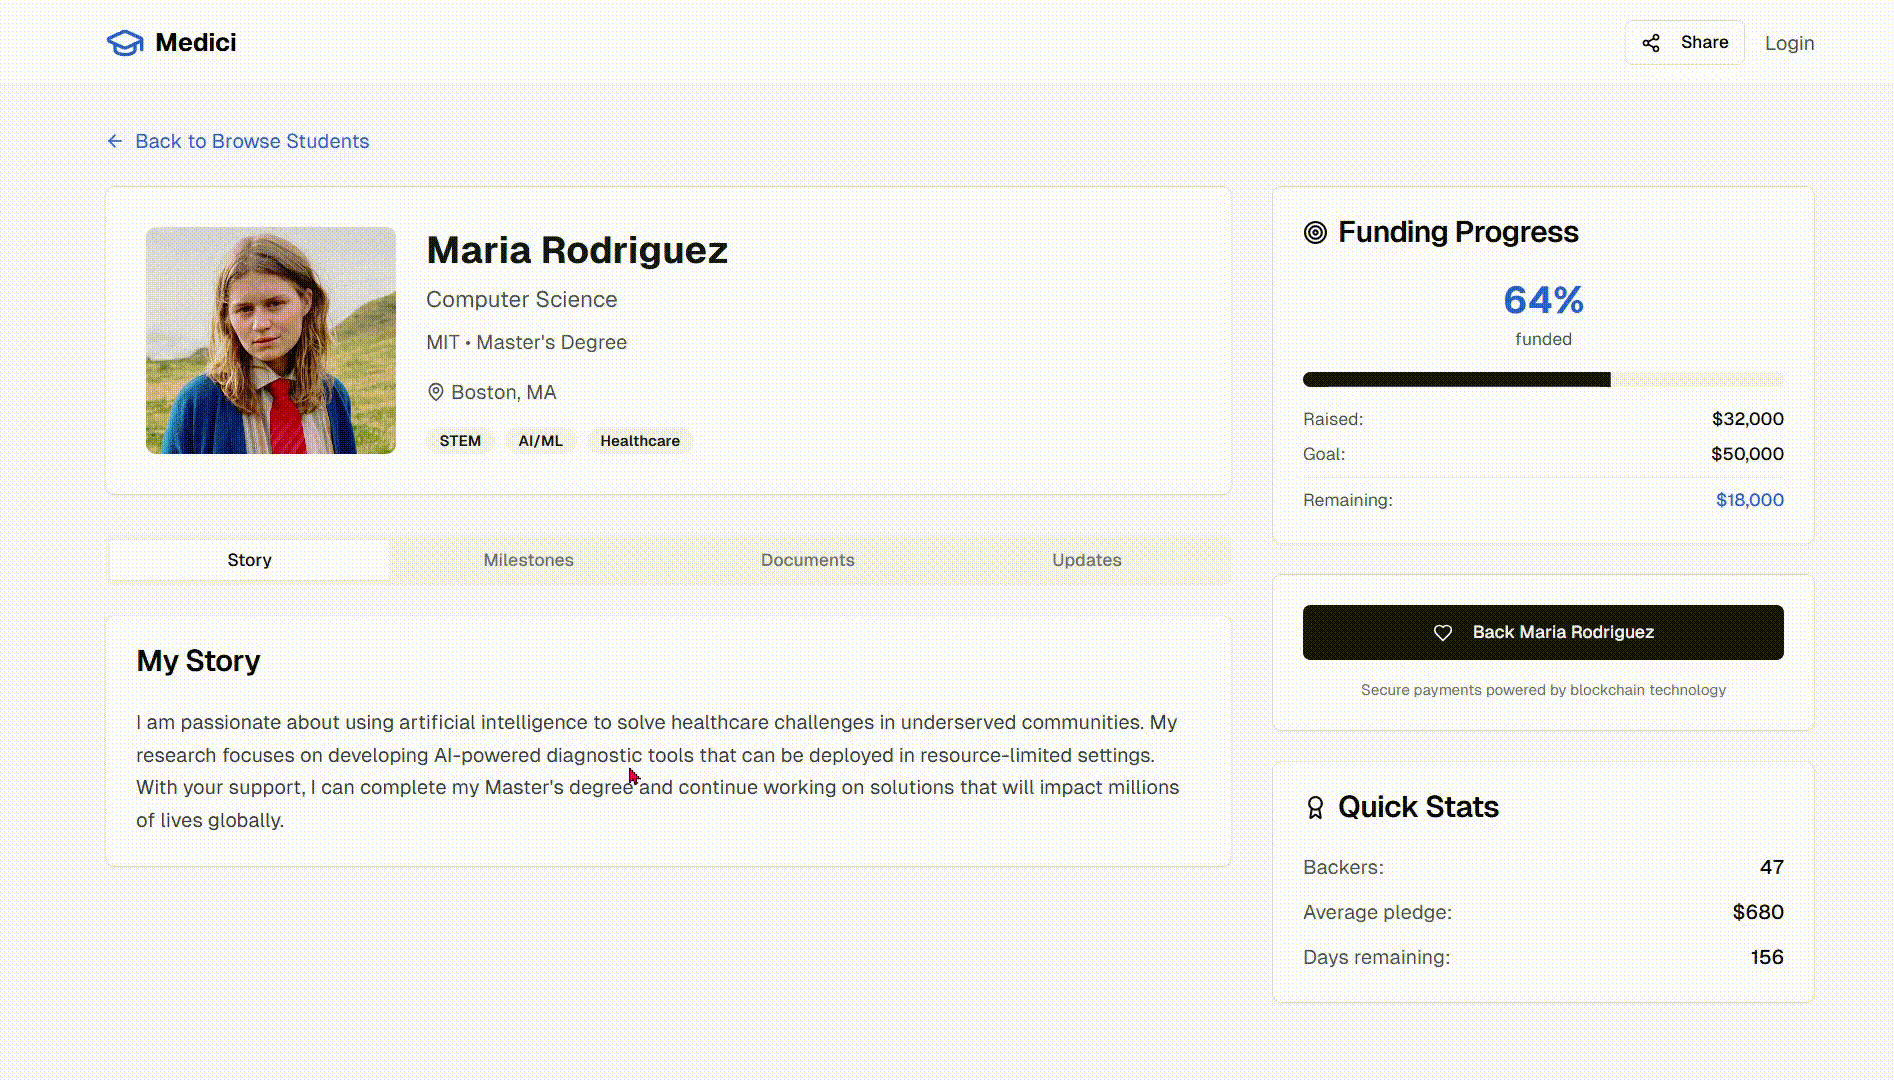 Medici
Share
Login
Back to Browse Students
Maria Rodriguez
Computer Science
MIT • Master's Degree
Boston, MA
STEM
AI/ML
Healthcare
Story
Milestones
Documents
Updates
My Story
I am passionate about using artificial intelligence to solve healthcare challenges in underserved communities. My
research focuses on developing AI-powered diagnostic tools that can be deployed in resource-limited settings.
With your support, I can complete my Master's degree and continue working on solutions that will impact millions
of lives globally.
Funding Progress
64%
funded
Raised: $32,000
Goal: $50,000
Remaining: $18,000
Back Maria Rodriguez
Secure payments powered by blockchain technology
Quick Stats
Backers: 47
Average pledge: $680
Days remaining: 156